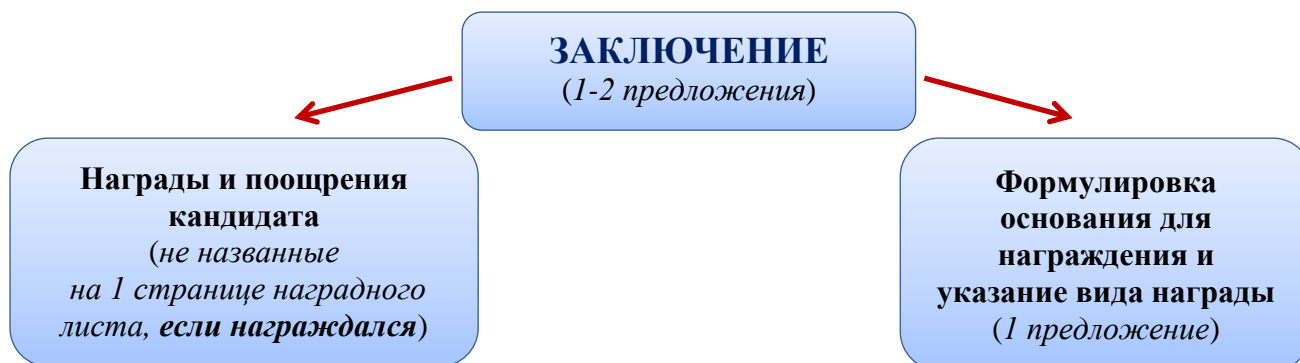 ЗАКЛЮЧЕНИЕ
(1-2 предложения)
Награды и поощрения
кандидата
(не названные
на 1 странице наградного
листа, если награждался)
Формулировка
основания для
награждения и
указание вида награды
(1 предложение)